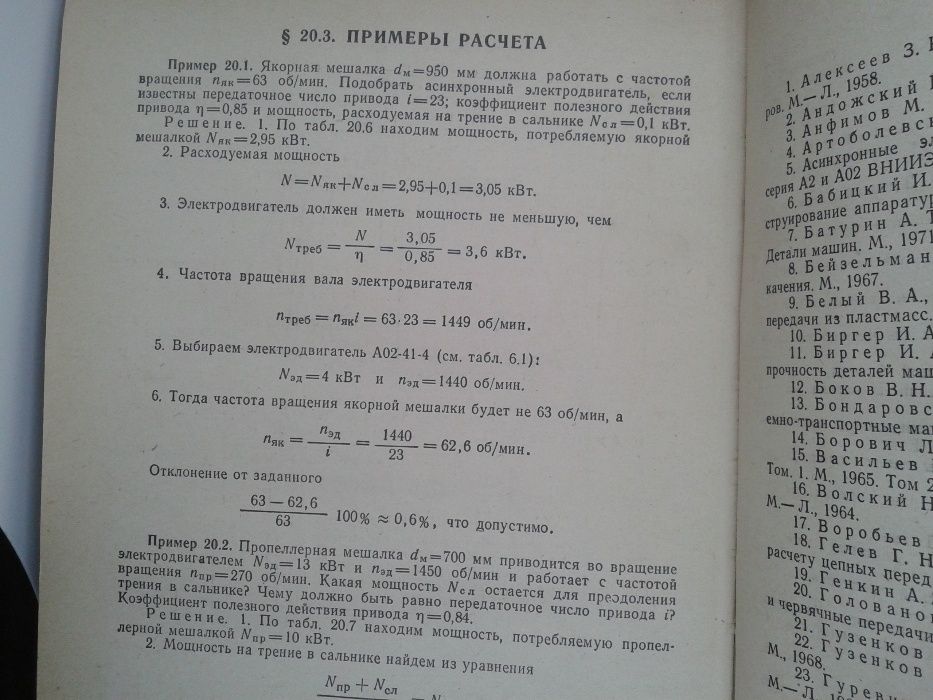 § 20.3. ПРИМЕРЫ РАСЧЕТА
Пример 20.1. Якорная мешалка dм=950 мм должна работать с частотой
вращения nяк=63 об/мин. Подобрать асинхронный электродвигатель, если
известны передаточное число привода i=23; коэффициент полезного действия
привода η=0,85 и мощность, расходуемая на трение в сальнике Nсл=0,1 кВт.
Решение. 1. По табл. 20.6 находим мощность, потребляемую якорной
мешалкой Nяк=2,95 кВт.
2. Расходуемая мощность
N=Nяк+Nсл=2,95+0,1=3,05 кВт.
3. Электродвигатель должен иметь мощность не меньшую, чем
Nтреб = N/η = 3,05/0,85 = 3,6 кВт.
4. Частота вращения вала электродвигателя
nтреб = nякi = 63·23 = 1449 об/мин.
5. Выбираем электродвигатель А02-41-4 (см. табл. 6.1):
Nэд=4 кВт и nэд=1440 об/мин.
6. Тогда частота вращения якорной мешалки будет не 63 об/мин, а
nяк = nэд/i = 1440/23 = 62,6 об/мин.
Отклонение от заданного
63 — 62,6/63 100% ≈ 0,6%, что допустимо.
Пример 20.2. Пропеллерная мешалка dм=700 мм приводится во вращение
электродвигателем Nэд=13 кВт и nэд=1450 об/мин и работает с частотой
вращения nпр=270 об/мин. Какая мощность Nсл остается для преодоления
трения в сальнике? Чему должно быть равно передаточное число привода i?
Коэффициент полезного действия привода η=0,84.
Решение. 1. По табл. 20.7 находим мощность, потребляемую пропел-
лерной мешалкой Nпр=10 кВт.
2. Мощность на трение в сальнике найдем из уравнения
Nпр + Nсл
1. Алексеев З.
ров. М.— Л., 1958.
2. Андожский
3. Анфимов М.
4. Артоболевс
5. Асинхронные эл
серия А2 и А02 ВНИИЭ
6. Бабицкий И.
струирование аппаратур
7. Батурин А. Т
Детали машин. М., 1971
8. Бейзельман
качения. М., 1967.
9. Белый В. А.,
передачи из пластмасс.
10. Биргер И. А
11. Биргер И.
прочность деталей маш
12. Боков В. Н.
13. Бондаровс
емно-транспортные ма
14. Борович Л
15. Васильев
Том. 1. М., 1965. Том 2
16. Волский Н
М.— Л., 1964.
17. Воробьев
18. Гелев Г. Н
расчету цепных перед
19. Генкин А.
20. Головано
и червячные передачи
21. Гузенков
22. Гузенков
М., 1968.
23. Гуреви
М.— Л